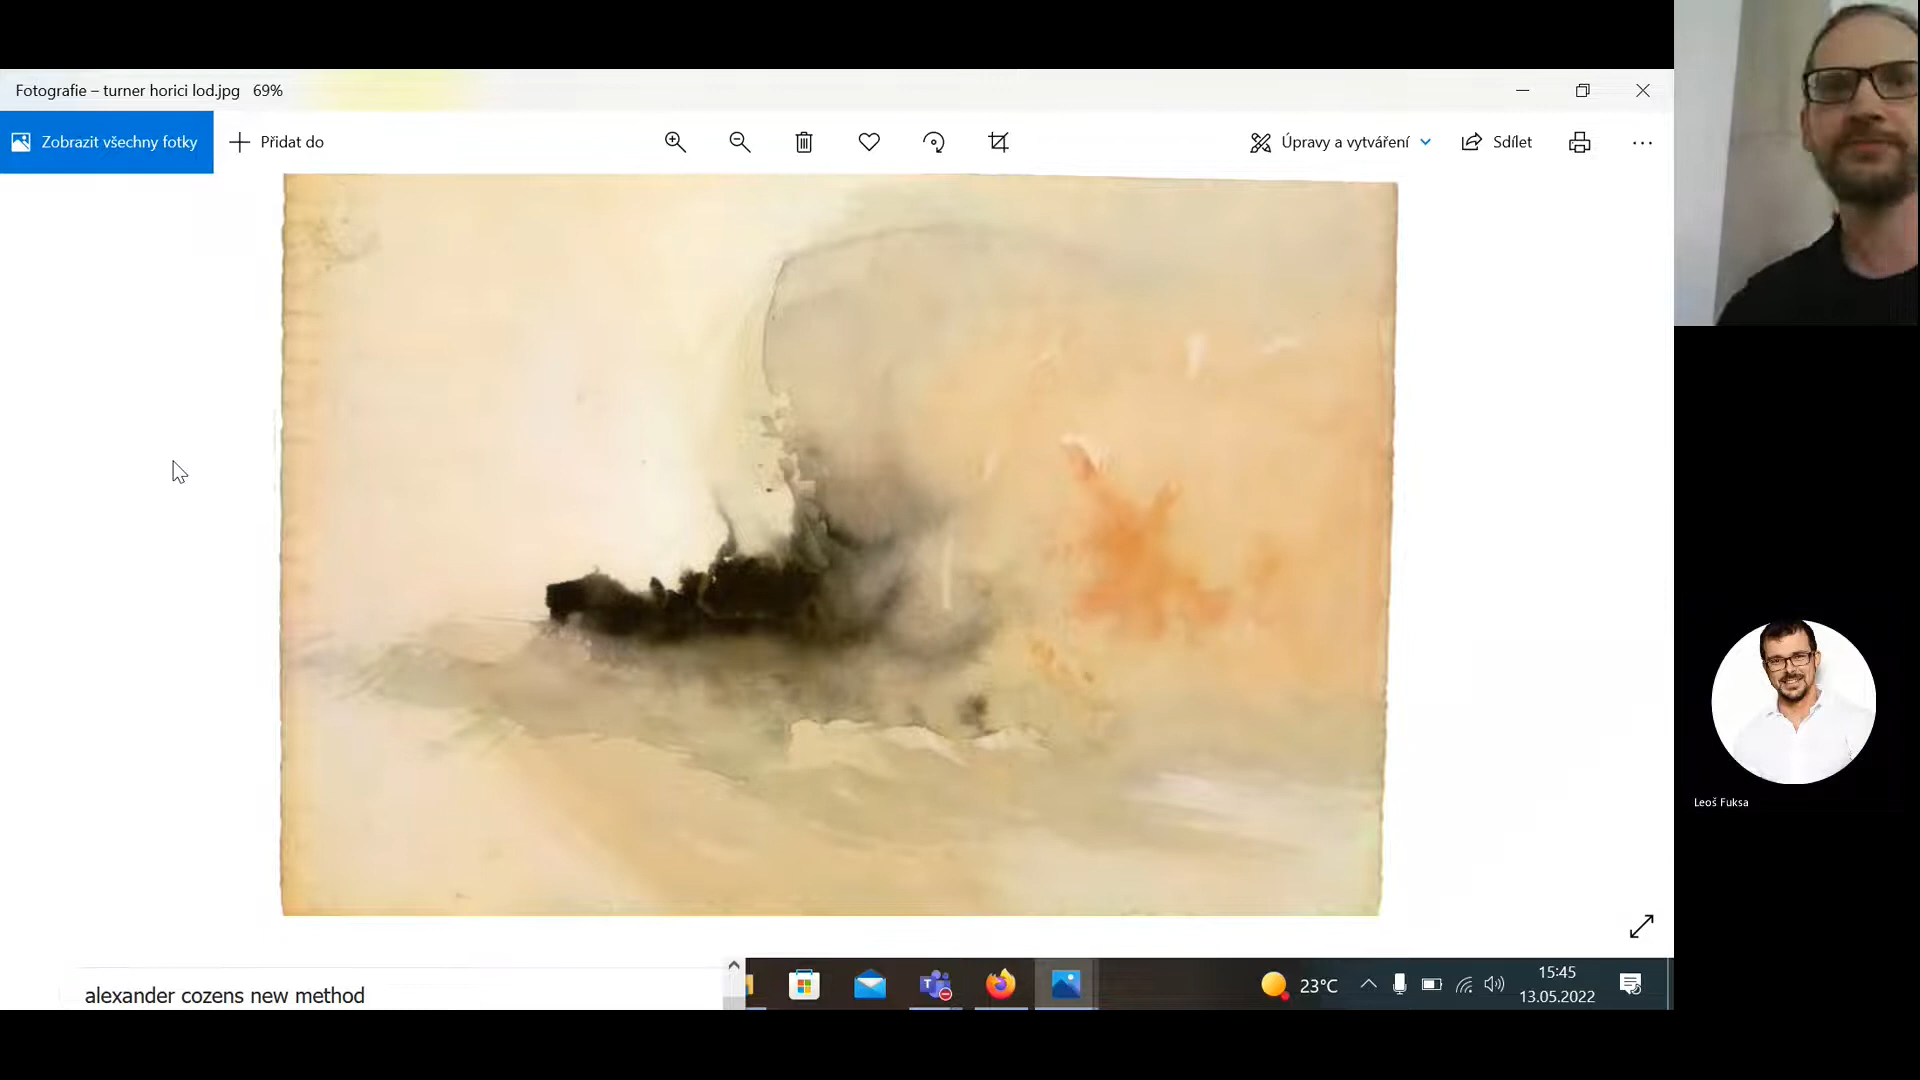 Fotografie – turner horici lod.jpg 69%
Zobrazit všechny fotky
Přidat do
Úpravy a vytváření
Sdílet
Leoš Fuksa
alexander cozens new method
23°C
15:45
13.05.2022